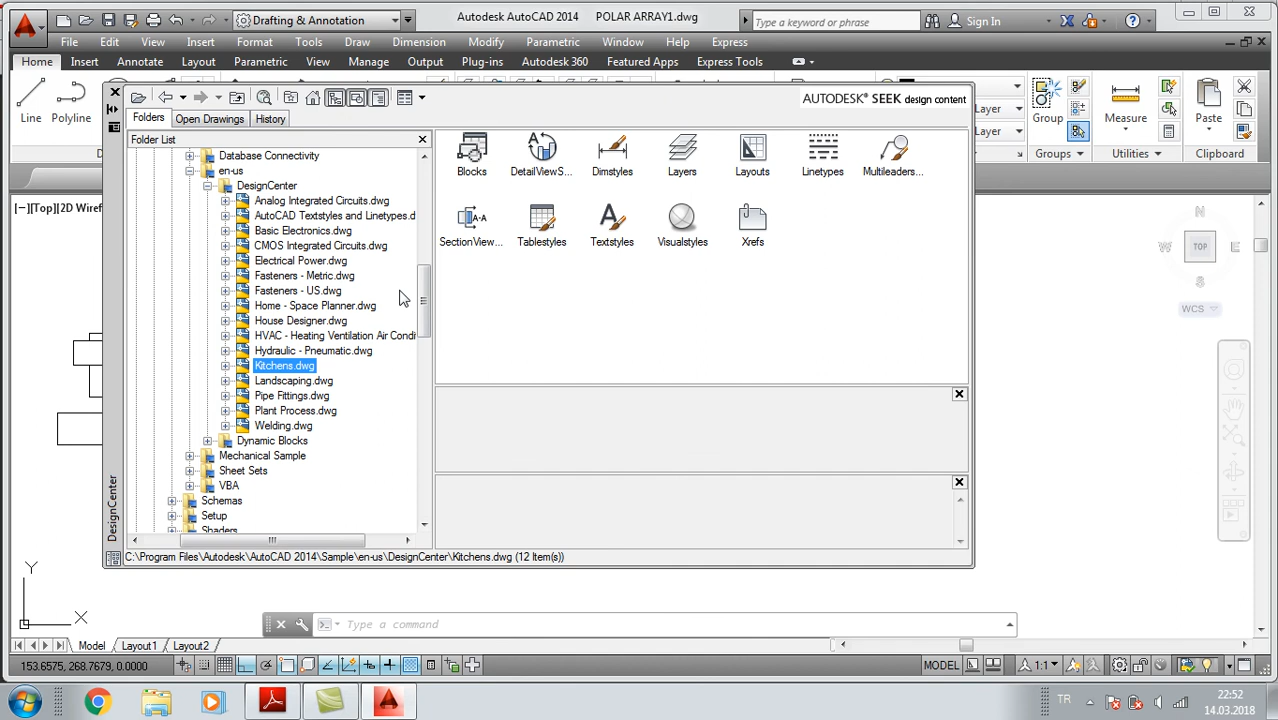 Drafting & Annotation
Autodesk AutoCAD 2014 POLAR ARRAY1.dwg
Type a keyword or phrase
Sign In
File Edit View Insert Format Tools Draw Dimension Modify Parametric Window Help Express
Home Insert Annotate Layout Parametric View Manage Output Plug-ins Autodesk 360 Featured Apps Express Tools
Line Polyline
Layer
Layer
Group
Groups
Measure
Utilities
Paste
Clipboard
AUTODESK® SEEK design content
Folders Open Drawings History
Folder List
Database Connectivity
en-us
DesignCenter
Analog Integrated Circuits.dwg
AutoCAD Textstyles and Linetypes.d
Basic Electronics.dwg
CMOS Integrated Circuits.dwg
Electrical Power.dwg
Fasteners - Metric.dwg
Fasteners - US.dwg
Home - Space Planner.dwg
House Designer.dwg
HVAC - Heating Ventilation Air Condi
Hydraulic - Pneumatic.dwg
Kitchens.dwg
Landscaping.dwg
Pipe Fittings.dwg
Plant Process.dwg
Welding.dwg
Dynamic Blocks
Mechanical Sample
Sheet Sets
VBA
Schemas
Setup
Shaders
Blocks DetailViewS... Dimstyles Layers Layouts Linetypes Multileaders...
SectionView... Tablestyles Textstyles Visualstyles Xrefs
DesignCenter
C:\Program Files\Autodesk\AutoCAD 2014\Sample\en-us\DesignCenter\Kitchens.dwg (12 Item(s))
[−][Top][2D Wiref
N
W TOP E
S
WCS
Y
X
Type a command
Model Layout1 Layout2
153.6575, 268.7679, 0.0000
MODEL
1:1
TR
22:52
14.03.2018